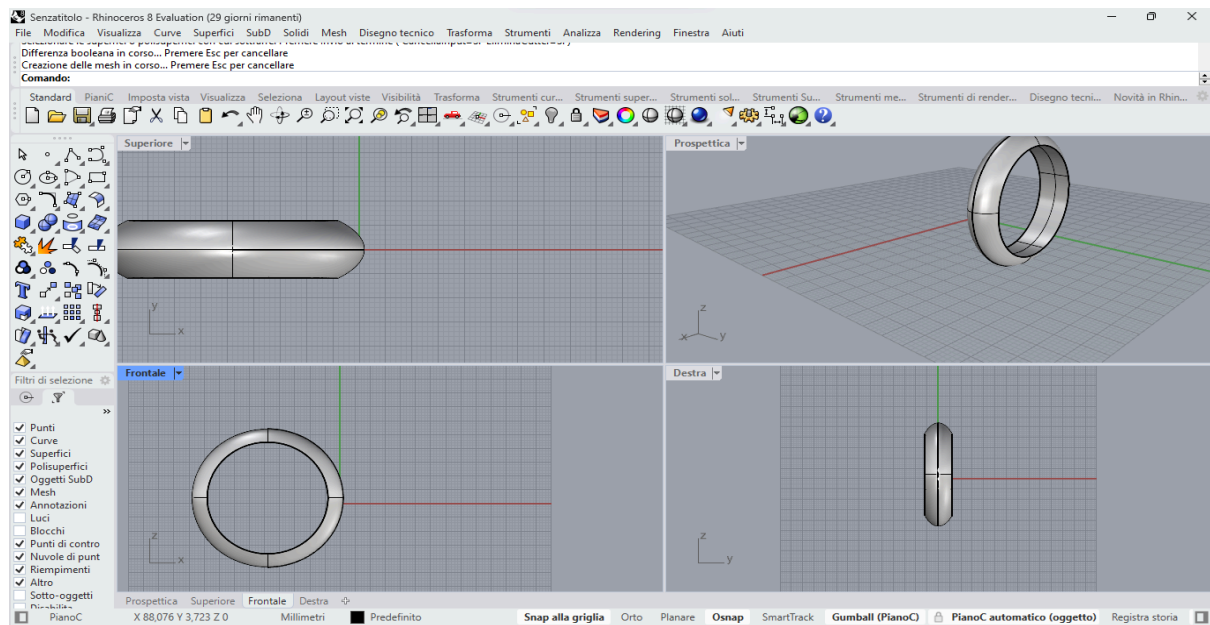 Senzatitolo - Rhinoceros 8 Evaluation (29 giorni rimanenti)
File Modifica Visualizza Curve Superfici SubD Solidi Mesh Disegno tecnico Trasforma Strumenti Analizza Rendering Finestra Aiuti
Differenza booleana in corso... Premere Esc per cancellare
Creazione delle mesh in corso... Premere Esc per cancellare
Comando:
Standard PianiC Imposta vista Visualizza Seleziona Layout viste Visibilità Trasforma Strumenti cur... Strumenti super... Strumenti sol... Strumenti Su... Strumenti me... Strumenti di render... Disegno tecni... Novità in Rhin...
Superiore
Prospettica
y
x
z
x
y
Frontale
Destra
Filtri di selezione
Punti
Curve
Superfici
Polisuperfici
Oggetti SubD
Mesh
Annotazioni
Luci
Blocchi
Punti di contro
Nuvole di punt
Riempimenti
Altro
Sotto-oggetti
z
x
z
y
Prospettica Superiore Frontale Destra
PianoC X 88,076 Y 3,723 Z 0 Millimetri Predefinito Snap alla griglia Orto Planare Osnap SmartTrack Gumball (PianoC) PianoC automatico (oggetto) Registra storia